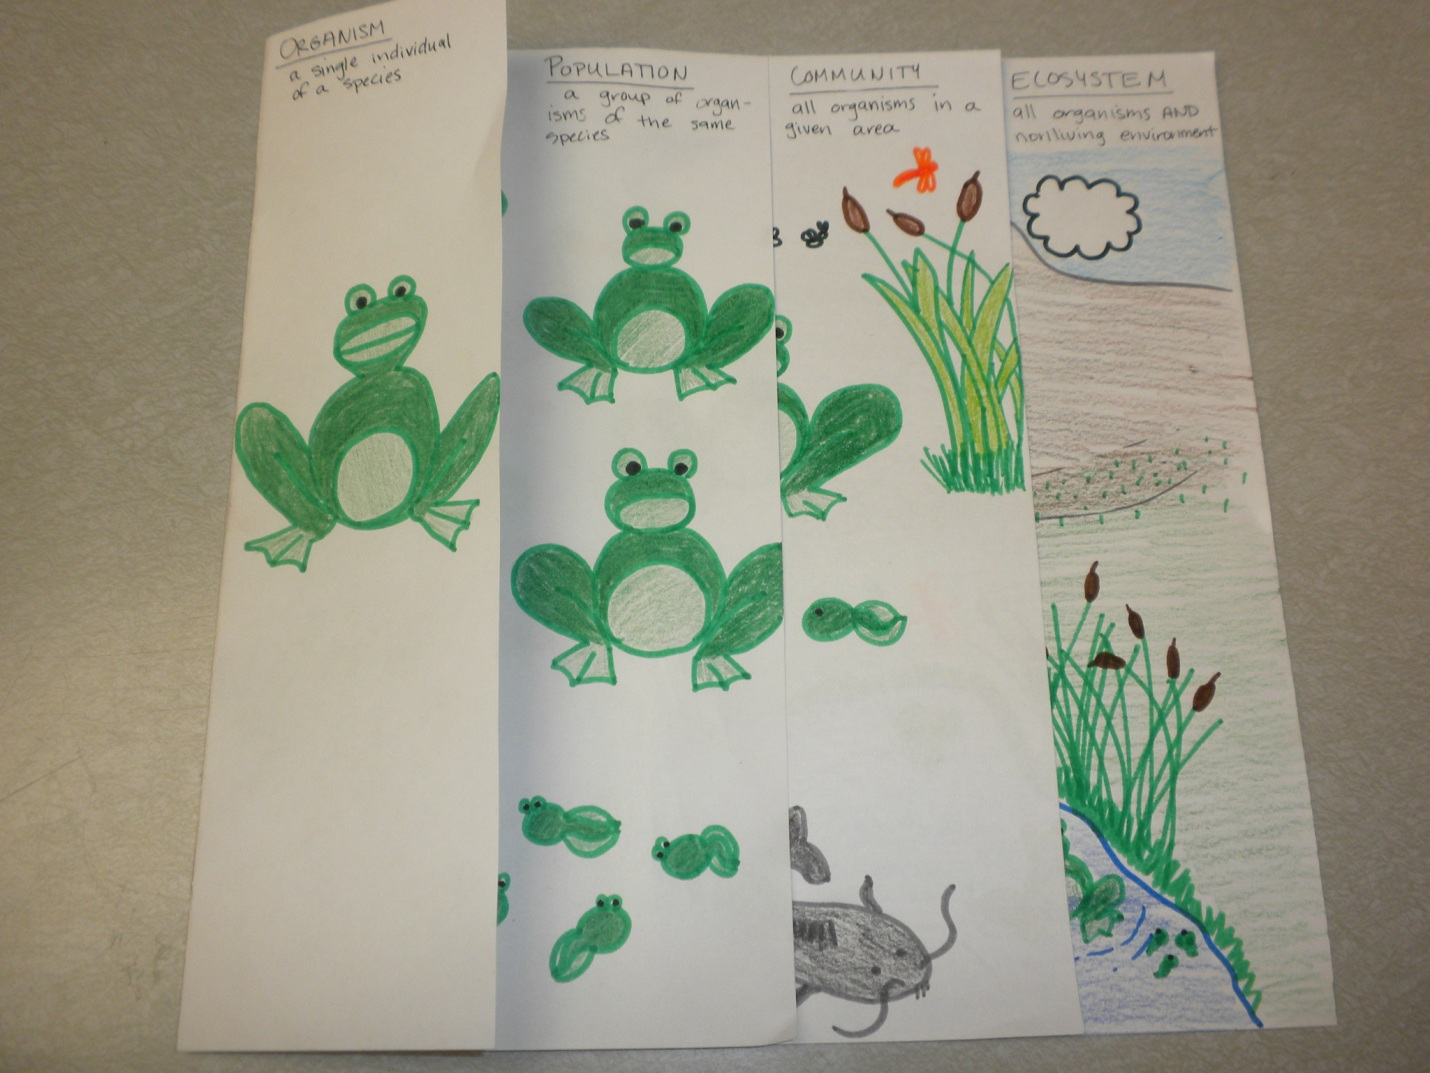 ORGANISM
a single individual
of a species
POPULATION
a group of organ-
isms of the same
species
COMMUNITY
all organisms in a
given area
ECOSYSTEM
all organisms AND
nonliving environment